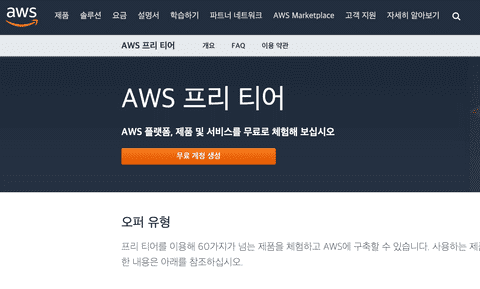 aws 제품 솔루션 요금 설명서 학습하기 파트너 네트워크 AWS Marketplace 고객 지원 자세히 알아보기
AWS 프리 티어 개요 FAQ 이용 약관
AWS 프리 티어
AWS 플랫폼, 제품 및 서비스를 무료로 체험해 보십시오
무료 계정 생성
오퍼 유형
프리 티어를 이용해 60가지가 넘는 제품을 체험하고 AWS에 구축할 수 있습니다. 사용하는 제품
한 내용은 아래를 참조하십시오.